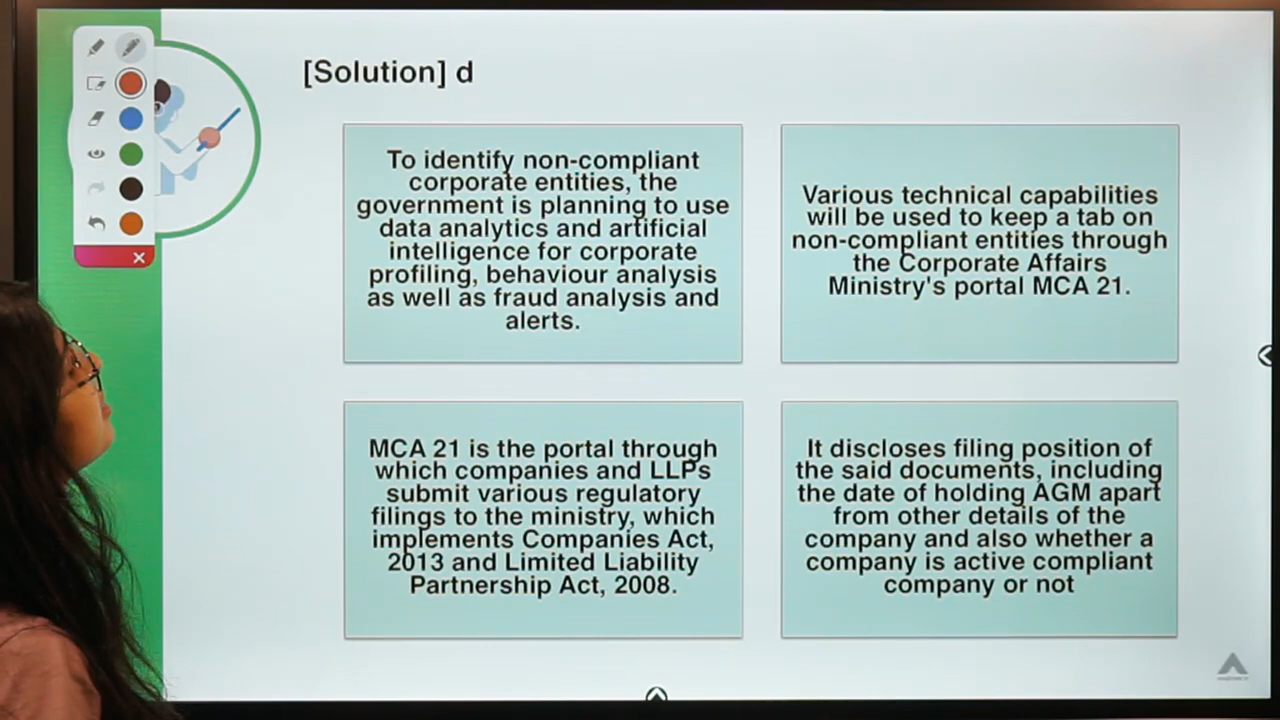 [Solution] d
To identify non-compliant
corporate entities, the
government is planning to use
data analytics and artificial
intelligence for corporate
profiling, behaviour analysis
as well as fraud analysis and
alerts.
Various technical capabilities
will be used to keep a tab on
non-compliant entities through
the Corporate Affairs
Ministry's portal MCA 21.
MCA 21 is the portal through
which companies and LLPs
submit various regulatory
filings to the ministry, which
implements Companies Act,
2013 and Limited Liability
Partnership Act, 2008.
It discloses filing position of
the said documents, including
the date of holding AGM apart
from other details of the
company and also whether a
company is active compliant
company or not